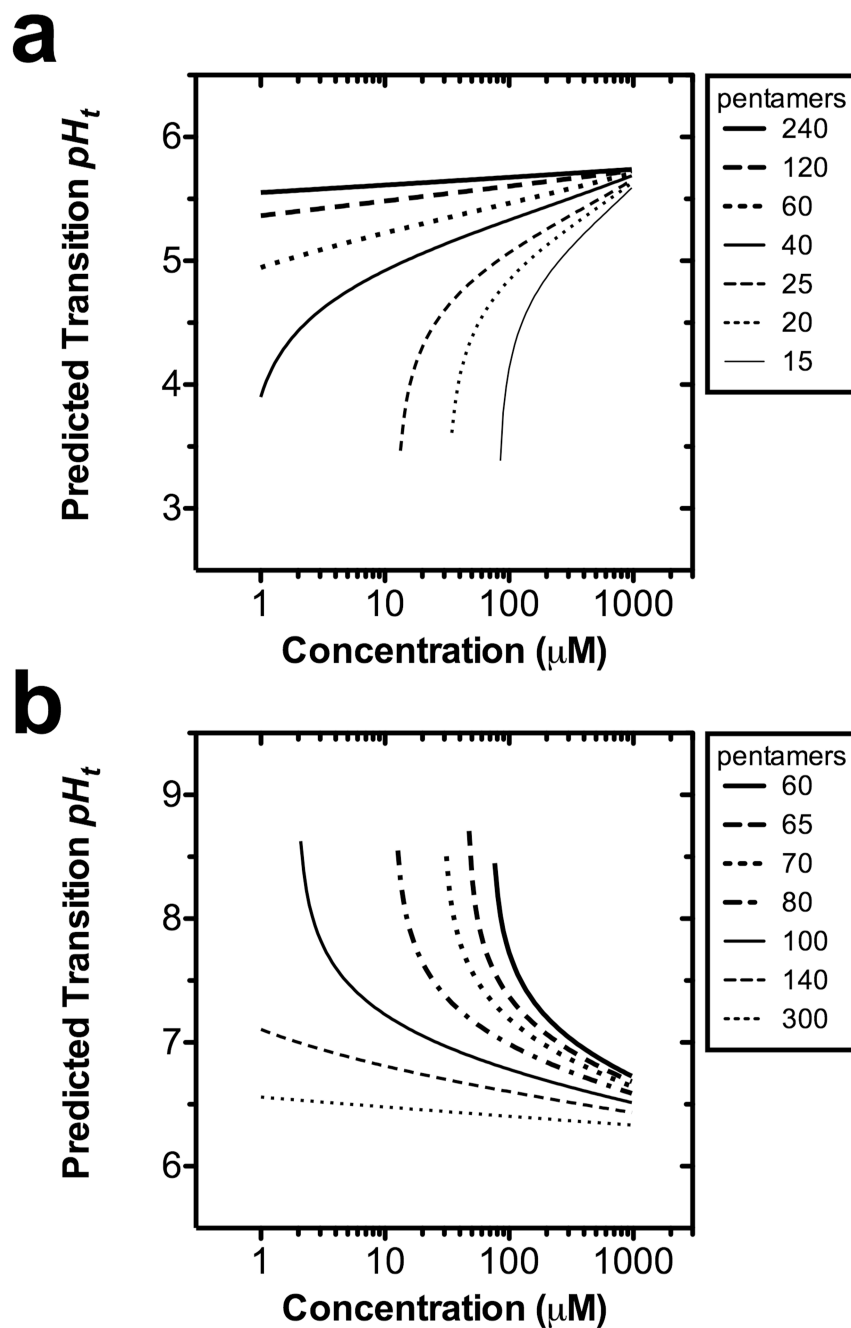 a
Predicted Transition pHt
6
5
4
3
1 10 100 1000
Concentration (μM)
pentamers
240
120
60
40
25
20
15
b
Predicted Transition pHt
9
8
7
6
1 10 100 1000
Concentration (μM)
pentamers
60
65
70
80
100
140
300